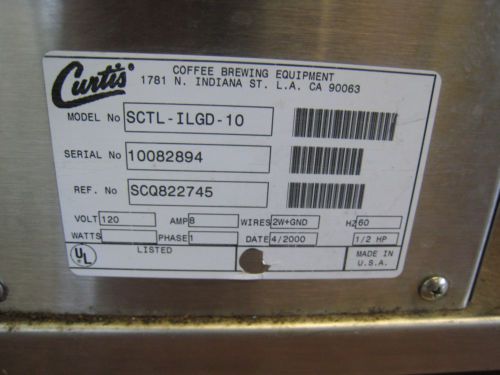 Curtis®
COFFEE BREWING EQUIPMENT
1781 N. INDIANA ST. L.A. CA 90063
MODEL No SCTL-ILGD-10
SERIAL No 10082894
REF. No SCQ822745
VOLT 120 AMP 8 WIRES 2W+GND HZ 60
WATTS PHASE 1 DATE 4/2000 1/2 HP
UL LISTED MADE IN
U.S.A.